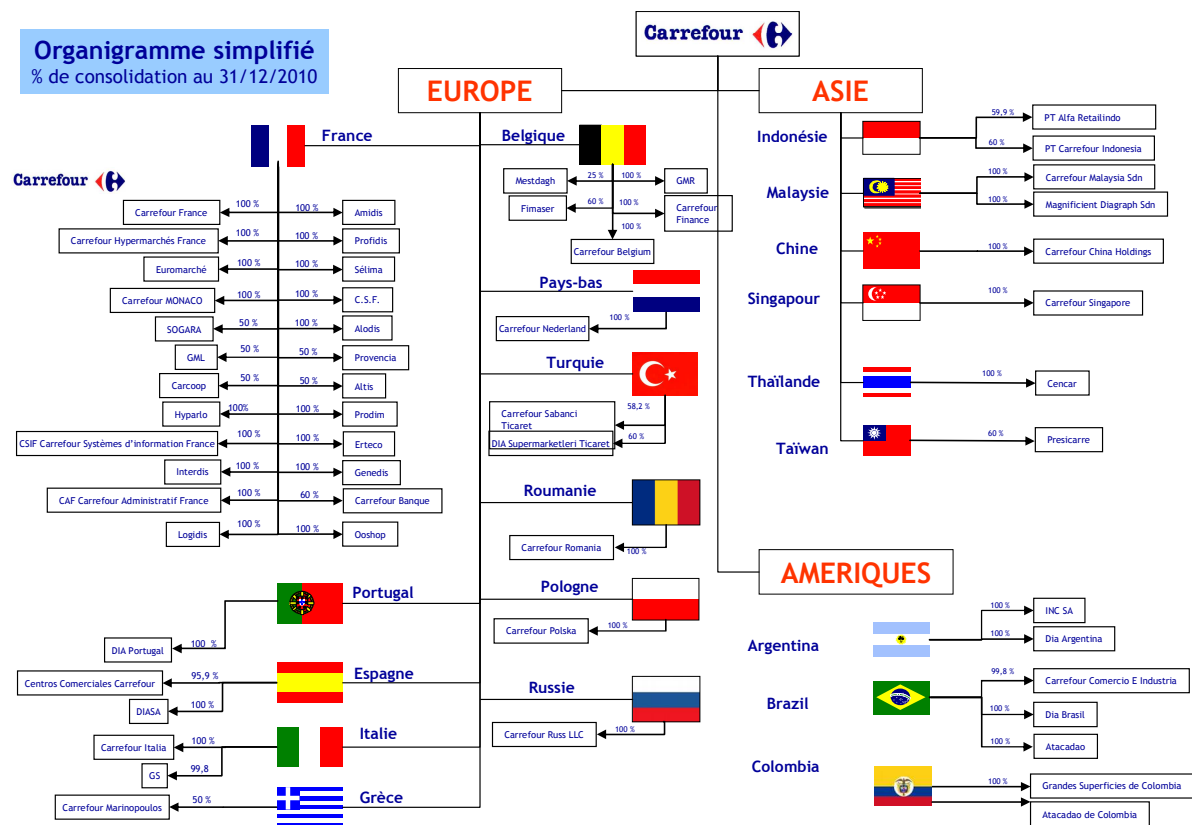 Carrefour
Organigramme simplifié
% de consolidation au 31/12/2010
EUROPE
ASIE
AMERIQUES
Carrefour
France
Carrefour France
100 %
100 %
Amidis
Carrefour Hypermarchés France
100 %
100 %
Profidis
Euromarché
100 %
100 %
Sélima
Carrefour MONACO
100 %
100 %
C.S.F.
SOGARA
50 %
100 %
Alodis
GML
50 %
50 %
Provencia
Carcoop
50 %
50 %
Altis
Hyparlo
100%
100 %
Prodim
CSIF Carrefour Systèmes d'information France
100 %
100 %
Erteco
Interdis
100 %
100 %
Genedis
CAF Carrefour Administratif France
100 %
60 %
Carrefour Banque
Logidis
100 %
100 %
Ooshop
Portugal
DIA Portugal
100 %
Espagne
Centros Comerciales Carrefour
95,9 %
DIASA
100 %
Italie
Carrefour Italia
100 %
GS
99,8
Grèce
Carrefour Marinopoulos
50 %
Belgique
Mestdagh
25 %
100 %
GMR
Fimaser
60 %
100 %
Carrefour
Finance
100 %
Carrefour Belgium
Pays-bas
Carrefour Nederland
100 %
Turquie
58,2 %
Carrefour Sabanci
Ticaret
DIA Supermarketleri Ticaret
60 %
Roumanie
Carrefour Romania
100 %
Pologne
Carrefour Polska
100 %
Russie
Carrefour Russ LLC
100 %
Indonésie
59,9 %
PT Alfa Retailindo
60 %
PT Carrefour Indonesia
Malaysie
100 %
Carrefour Malaysia Sdn
100 %
Magnificient Diagraph Sdn
Chine
100 %
Carrefour China Holdings
Singapour
100 %
Carrefour Singapore
Thaïlande
100 %
Cencar
Taïwan
60 %
Presicarre
Argentina
100 %
INC SA
100 %
Dia Argentina
Brazil
99,8 %
Carrefour Comercio E Industria
100 %
Dia Brasil
100 %
Atacadao
Colombia
100 %
Grandes Superficies de Colombia
100 %
Atacadao de Colombia